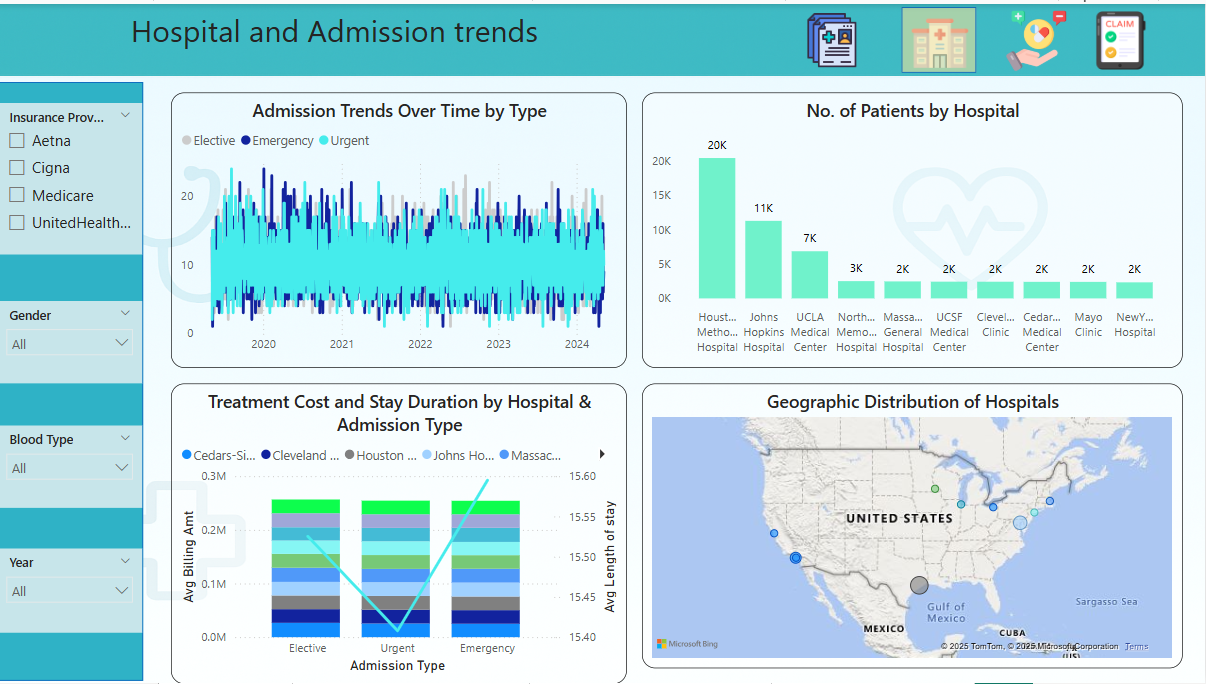 Hospital and Admission trends
CLAIM
Insurance Prov...
Aetna
Cigna
Medicare
UnitedHealth...
Gender
All
Blood Type
All
Year
All
Admission Trends Over Time by Type
Elective Emergency Urgent
20
10
0
2020 2021 2022 2023 2024
No. of Patients by Hospital
20K
15K
10K
5K
0K
20K
11K
7K
3K
2K
2K
2K
2K
2K
2K
Houst...
Metho...
Hospital
Johns
Hopkins
Hospital
UCLA
Medical
Center
North...
Memo...
Hospital
Massa...
General
Hospital
UCSF
Medical
Center
Clevel...
Clinic
Cedar...
Medical
Center
Mayo
Clinic
NewY...
Hospital
Treatment Cost and Stay Duration by Hospital &
Admission Type
Cedars-Si... Cleveland ... Houston ... Johns Ho... Massac...
Avg Billing Amt
0.3M
0.2M
0.1M
0.0M
15.60
15.55
15.50
15.45
15.40
Avg Length of stay
Elective Urgent Emergency
Admission Type
Geographic Distribution of Hospitals
UNITED STATES
Gulf of
Mexico
Sargasso Sea
MEXICO
CUBA
Microsoft Bing
© 2025 TomTom, © 2025 Microsoft Corporation Terms
(US)